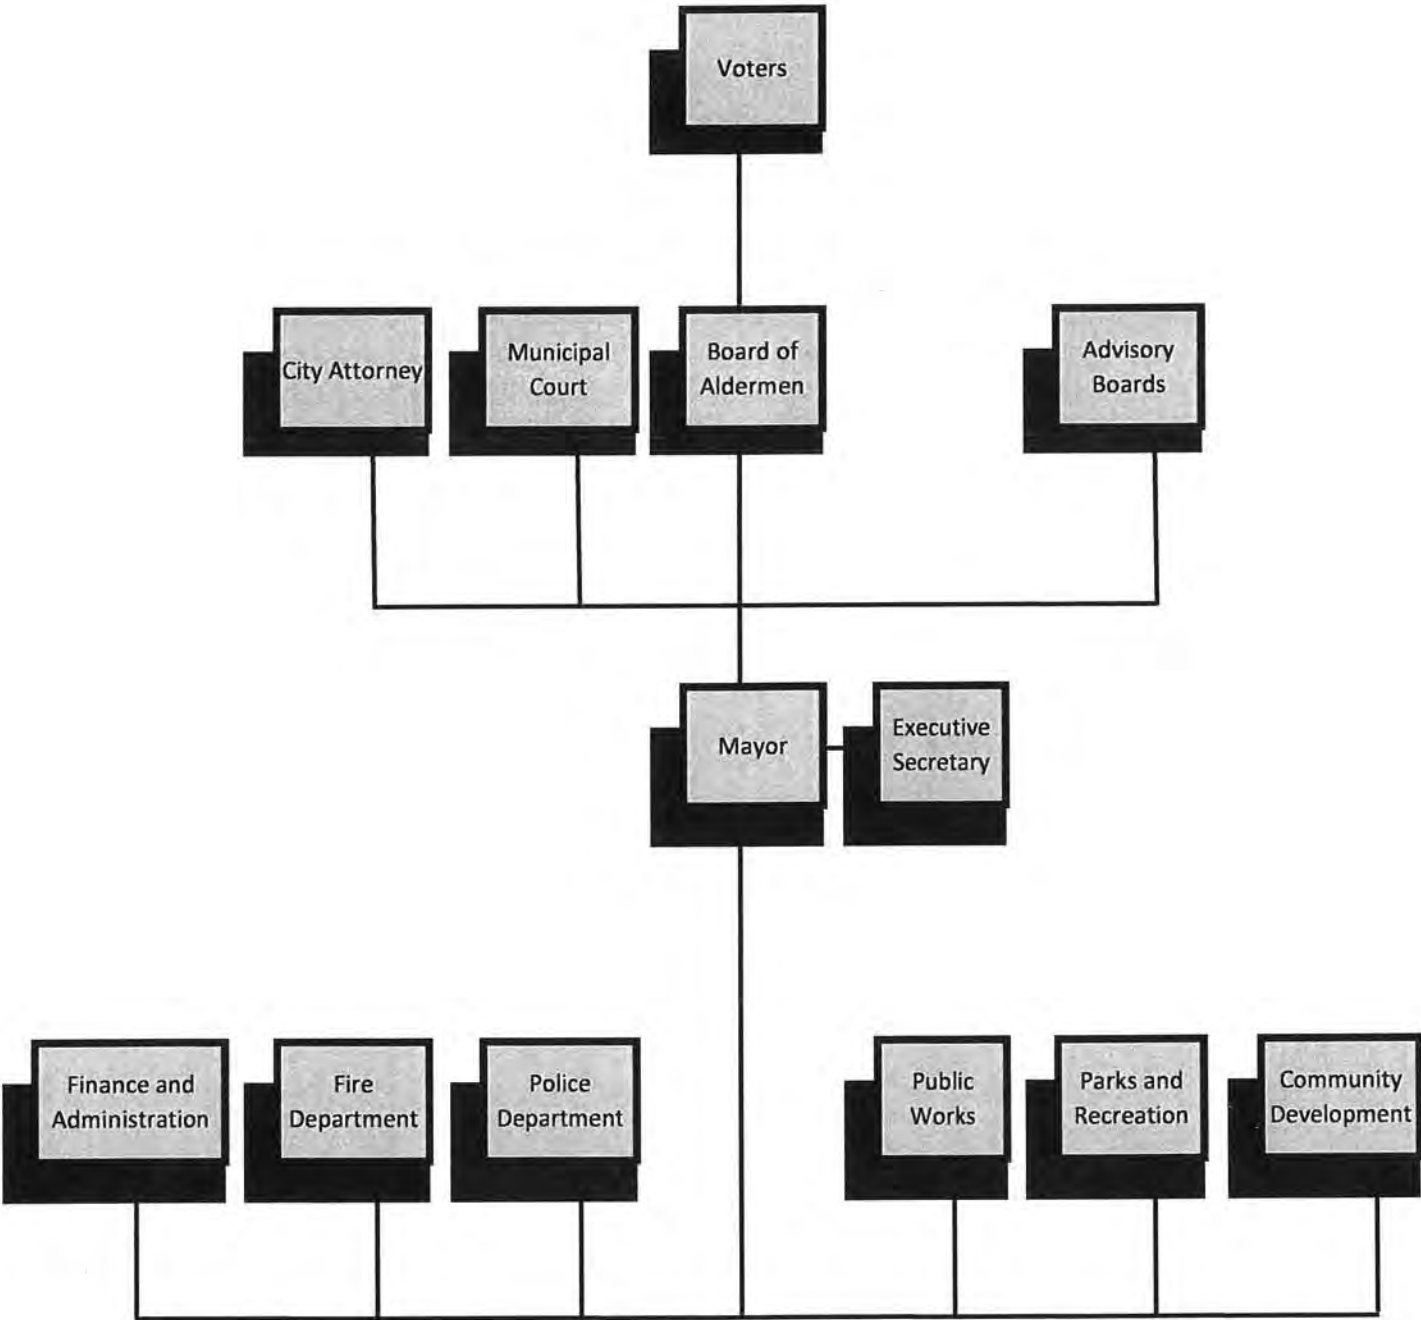 Voters
City Attorney
Municipal
Court
Board of
Aldermen
Advisory
Boards
Mayor
Executive
Secretary
Finance and
Administration
Fire
Department
Police
Department
Public
Works
Parks and
Recreation
Community
Development